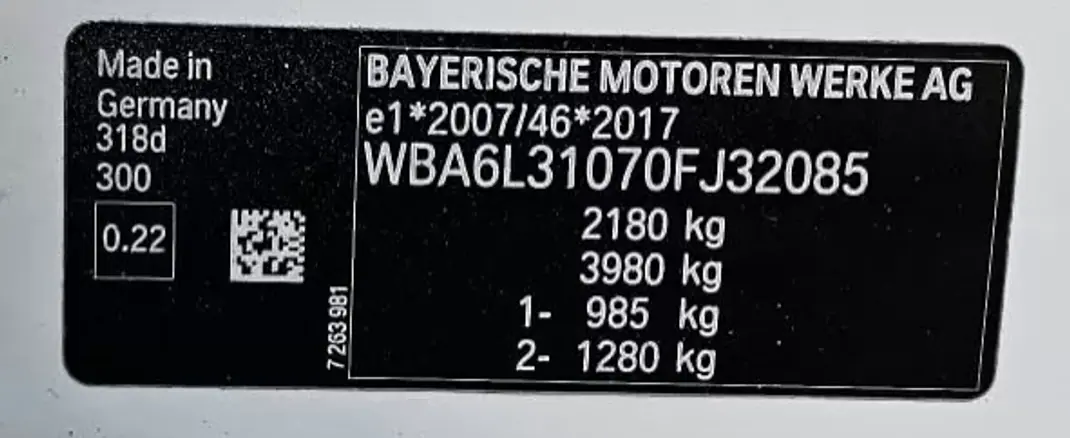 Made in
Germany
318d
300
0.22
7 263 981
BAYERISCHE MOTOREN WERKE AG
e1*2007/46*2017
WBA6L31070FJ32085
2180 kg
3980 kg
1- 985 kg
2- 1280 kg